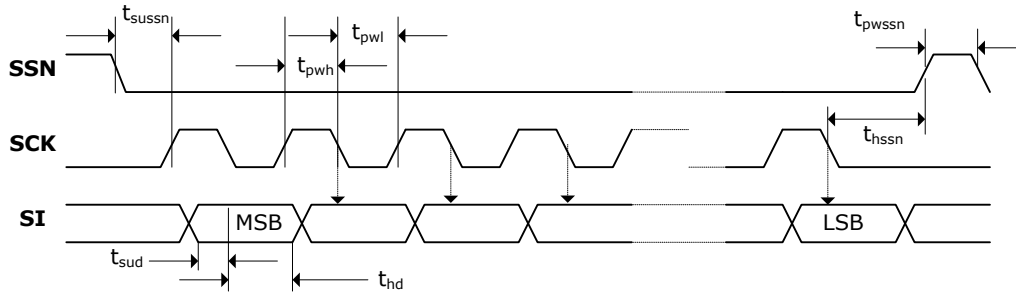 t_sussn
t_pwl
t_pwssn
SSN
t_pwh
SCK
t_hssn
SI
MSB
LSB
t_sud
t_hd